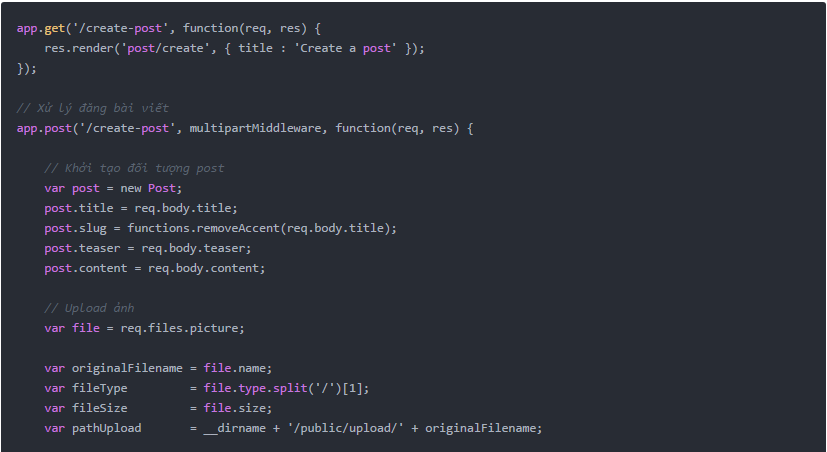 app.get('/create-post', function(req, res) {
    res.render('post/create', { title : 'Create a post' });
});

// Xử lý đăng bài viết
app.post('/create-post', multipartMiddleware, function(req, res) {

    // Khởi tạo đối tượng post
    var post = new Post;
    post.title = req.body.title;
    post.slug = functions.removeAccent(req.body.title);
    post.teaser = req.body.teaser;
    post.content = req.body.content;

    // Upload ảnh
    var file = req.files.picture;

    var originalFilename = file.name;
    var fileType         = file.type.split('/')[1];
    var fileSize         = file.size;
    var pathUpload       = __dirname + '/public/upload/' + originalFilename;